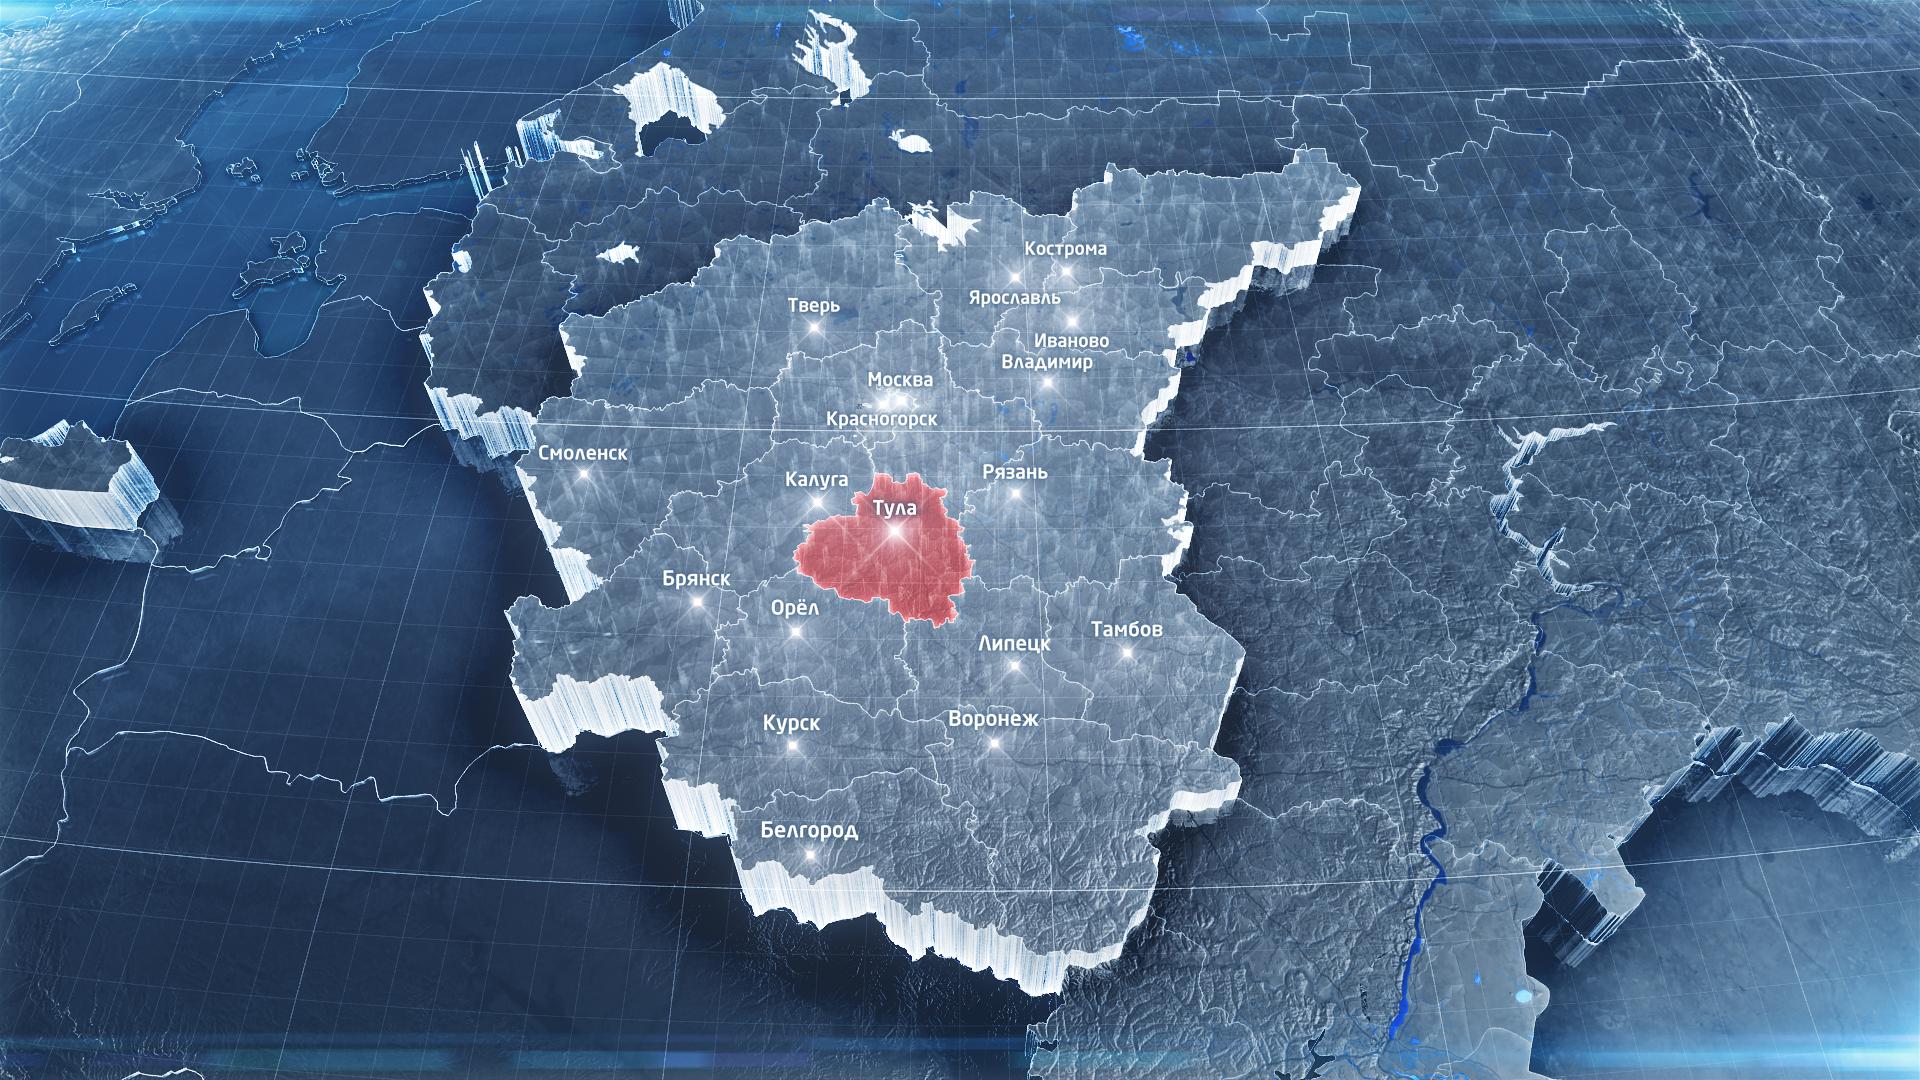 Кострома
Ярославль
Тверь
Иваново
Владимир
Москва
Красногорск
Смоленск
Калуга
Рязань
Тула
Брянск
Орёл
Липецк
Тамбов
Курск
Воронеж
Белгород